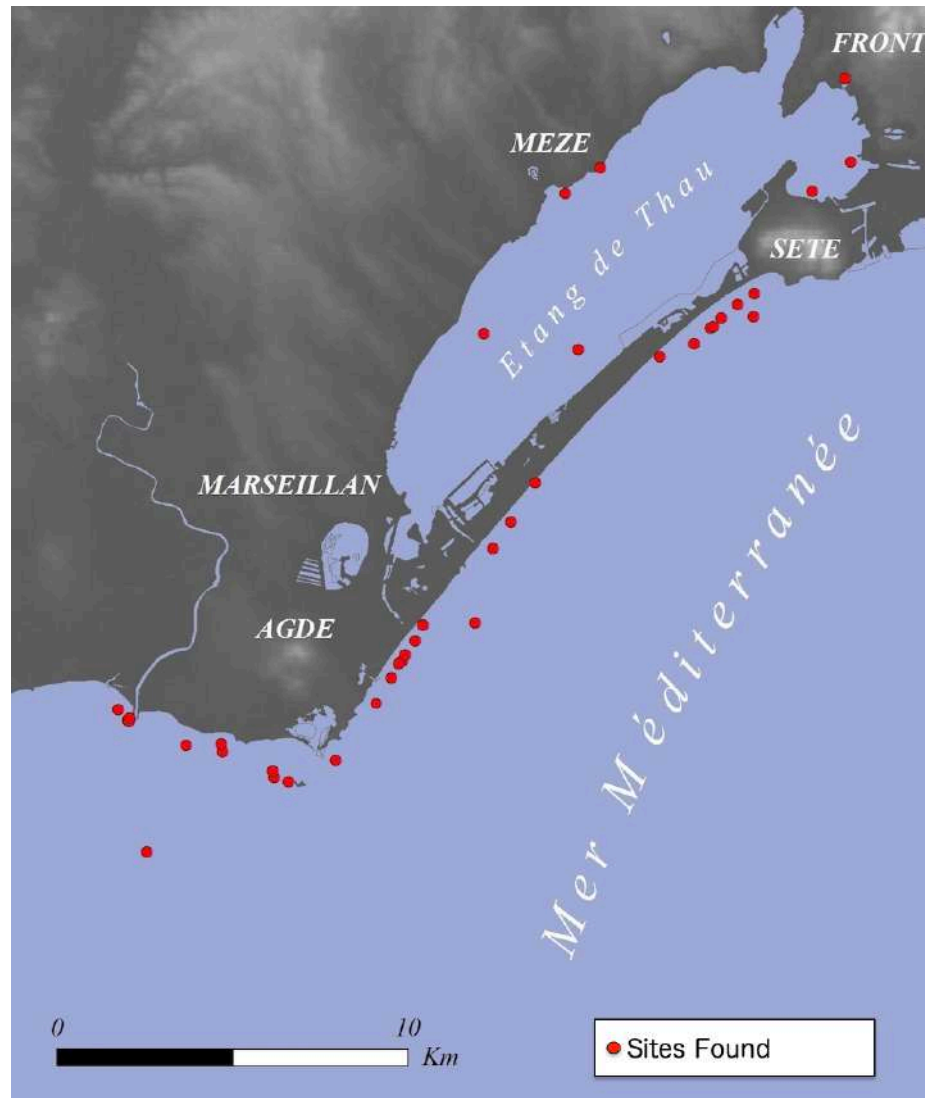 FRONT
MEZE
Etang de Thau
SETE
MARSEILLAN
AGDE
Mer Méditerranée
0 10
Km
Sites Found